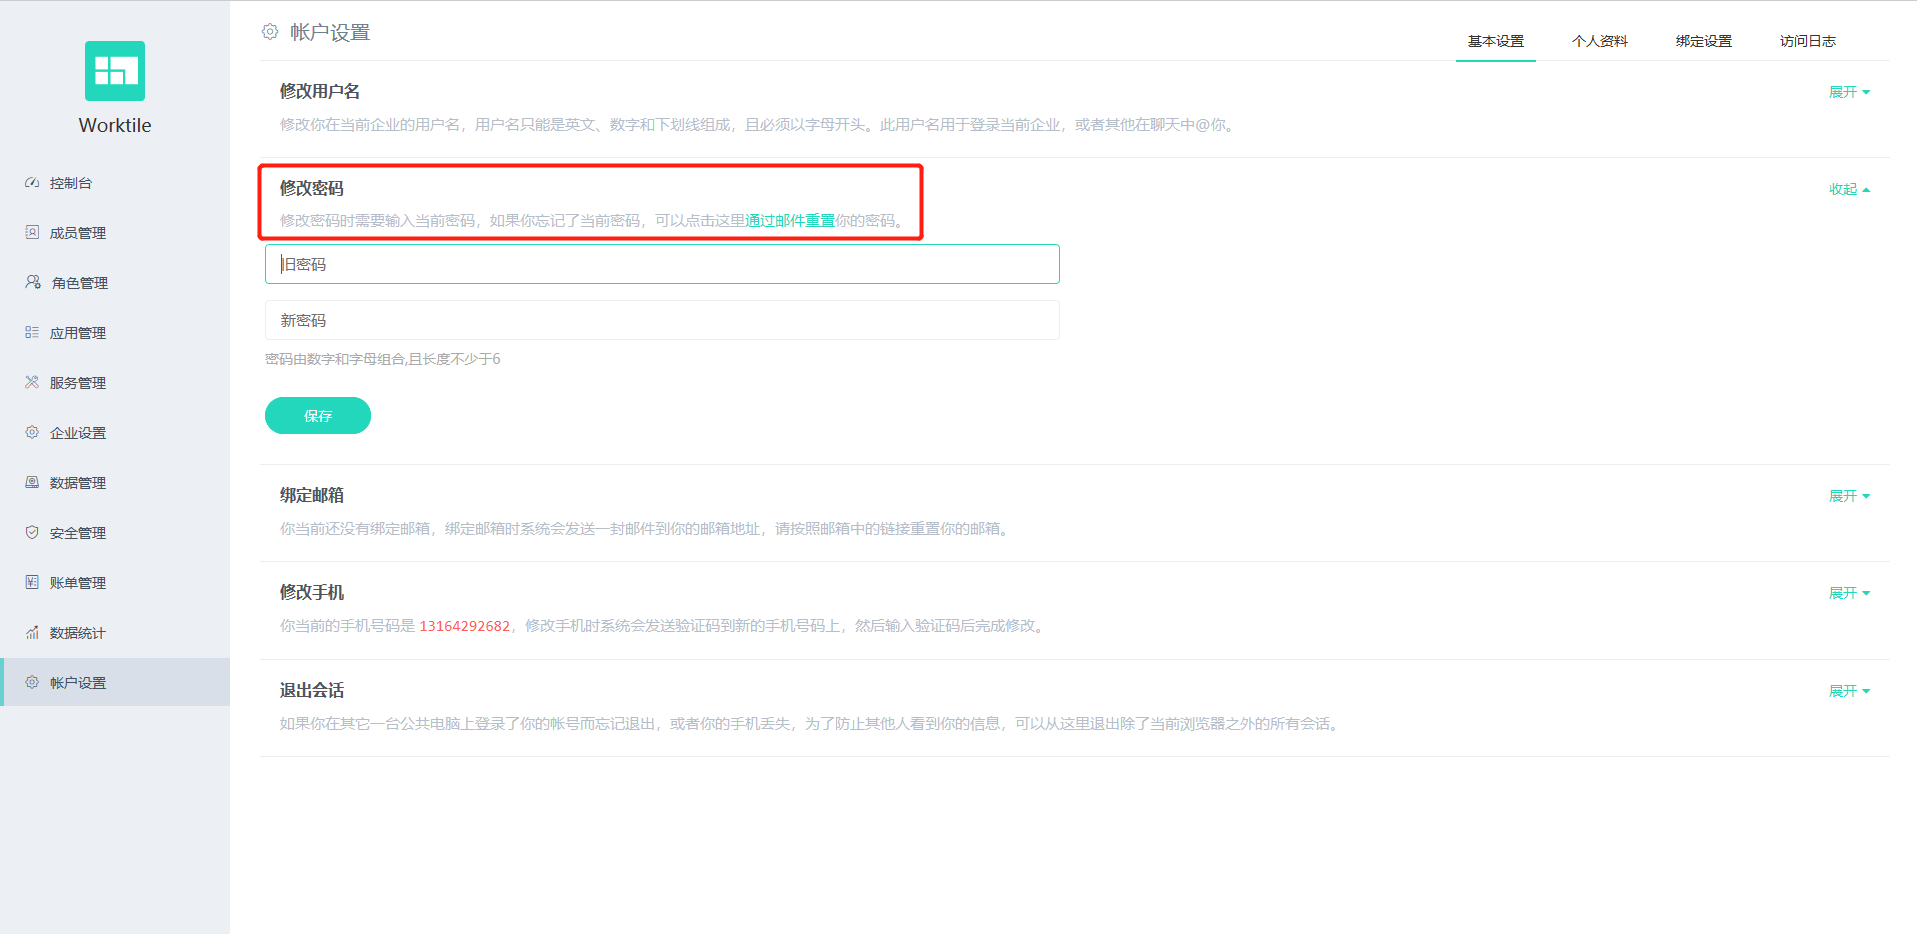 Worktile
控制台
成员管理
角色管理
应用管理
服务管理
企业设置
数据管理
安全管理
账单管理
数据统计
帐户设置
帐户设置
基本设置 个人资料 绑定设置 访问日志
修改用户名 展开
修改你在当前企业的用户名，用户名只能是英文、数字和下划线组成，且必须以字母开头。此用户名用于登录当前企业，或者其他在聊天中@你。
修改密码 收起
修改密码时需要输入当前密码，如果你忘记了当前密码，可以点击这里通过邮件重置你的密码。
旧密码
新密码
密码由数字和字母组合,且长度不少于6
保存
绑定邮箱 展开
你当前还没有绑定邮箱，绑定邮箱时系统会发送一封邮件到你的邮箱地址，请按照邮箱中的链接重置你的邮箱。
修改手机 展开
你当前的手机号码是 13164292682，修改手机时系统会发送验证码到新的手机号码上，然后输入验证码后完成修改。
退出会话 展开
如果你在其它一台公共电脑上登录了你的帐号而忘记退出，或者你的手机丢失，为了防止其他人看到你的信息，可以从这里退出除了当前浏览器之外的所有会话。